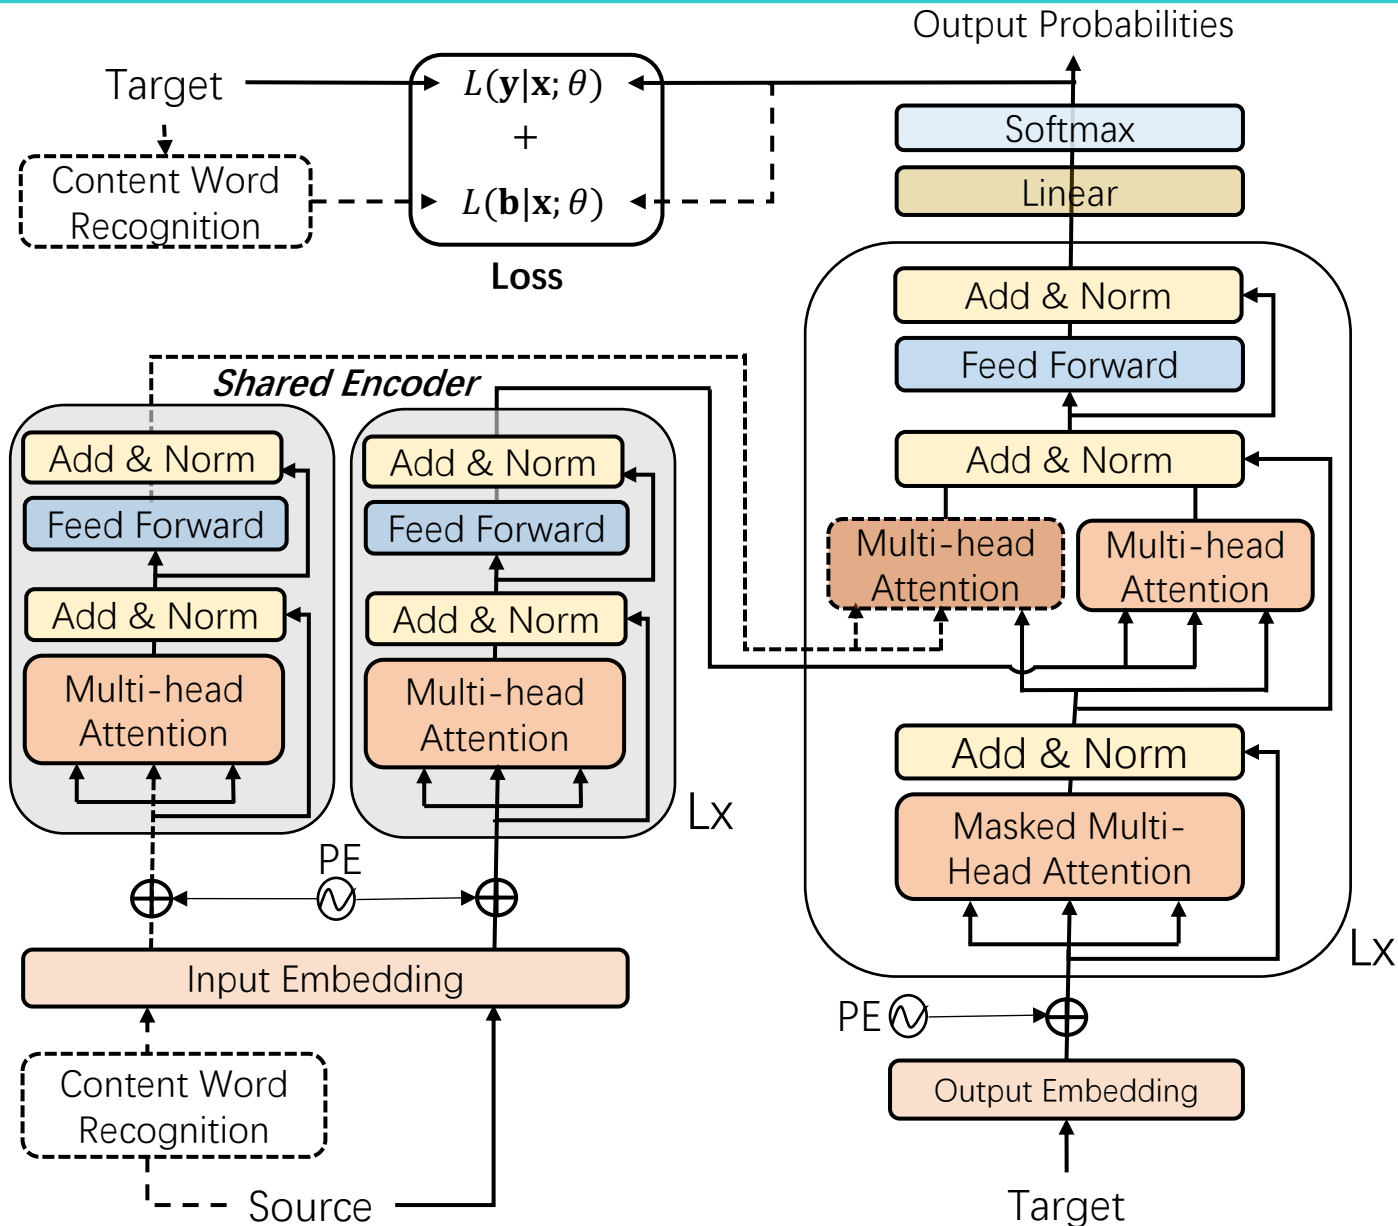 Output Probabilities
Target
L(y|x; θ)
+
L(b|x; θ)
Loss
Content Word
Recognition
Softmax
Linear
Add & Norm
Feed Forward
Add & Norm
Multi-head
Attention
Multi-head
Attention
Add & Norm
Masked Multi-
Head Attention
Lx
PE
Output Embedding
Target
Shared Encoder
Add & Norm
Feed Forward
Add & Norm
Multi-head
Attention
Add & Norm
Feed Forward
Add & Norm
Multi-head
Attention
Lx
PE
Input Embedding
Content Word
Recognition
Source